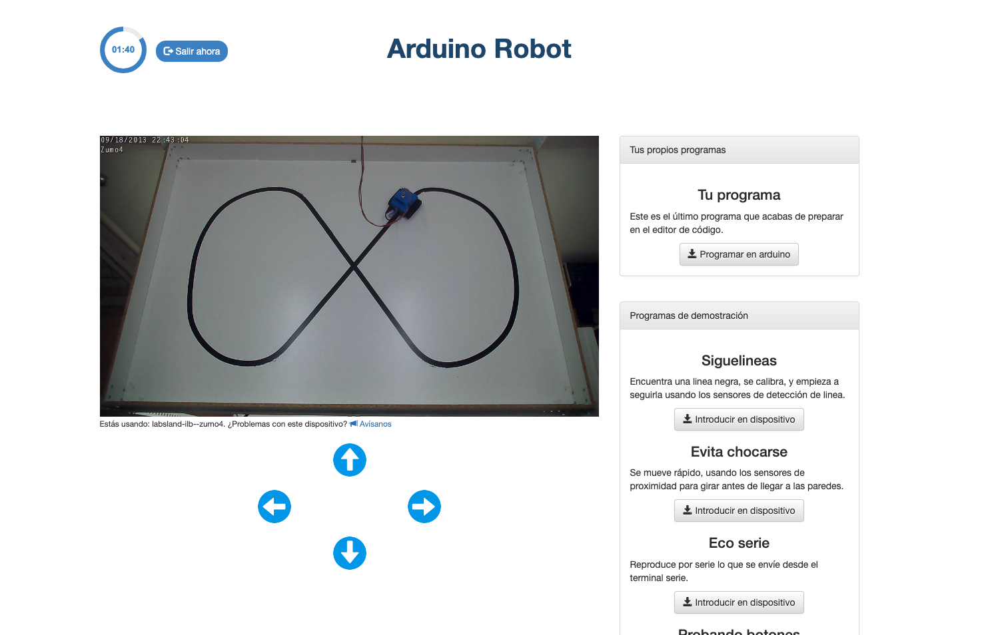 01:40
Salir ahora
Arduino Robot
09/18/2013 22:43:04
Zumo4
Estás usando: labsland-ilb--zumo4. ¿Problemas con este dispositivo? Avísanos
Tus propios programas
Tu programa
Este es el último programa que acabas de preparar
en el editor de código.
Programar en arduino
Programas de demostración
Siguelineas
Encuentra una linea negra, se calibra, y empieza a
seguirla usando los sensores de detección de linea.
Introducir en dispositivo
Evita chocarse
Se mueve rápido, usando los sensores de
proximidad para girar antes de llegar a las paredes.
Introducir en dispositivo
Eco serie
Reproduce por serie lo que se envíe desde el
terminal serie.
Introducir en dispositivo
Probando botones